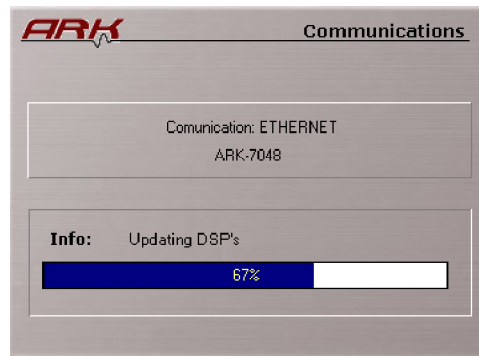 ARK
Communications
Comunication: ETHERNET
ARK-7048
Info: Updating DSP's
67%